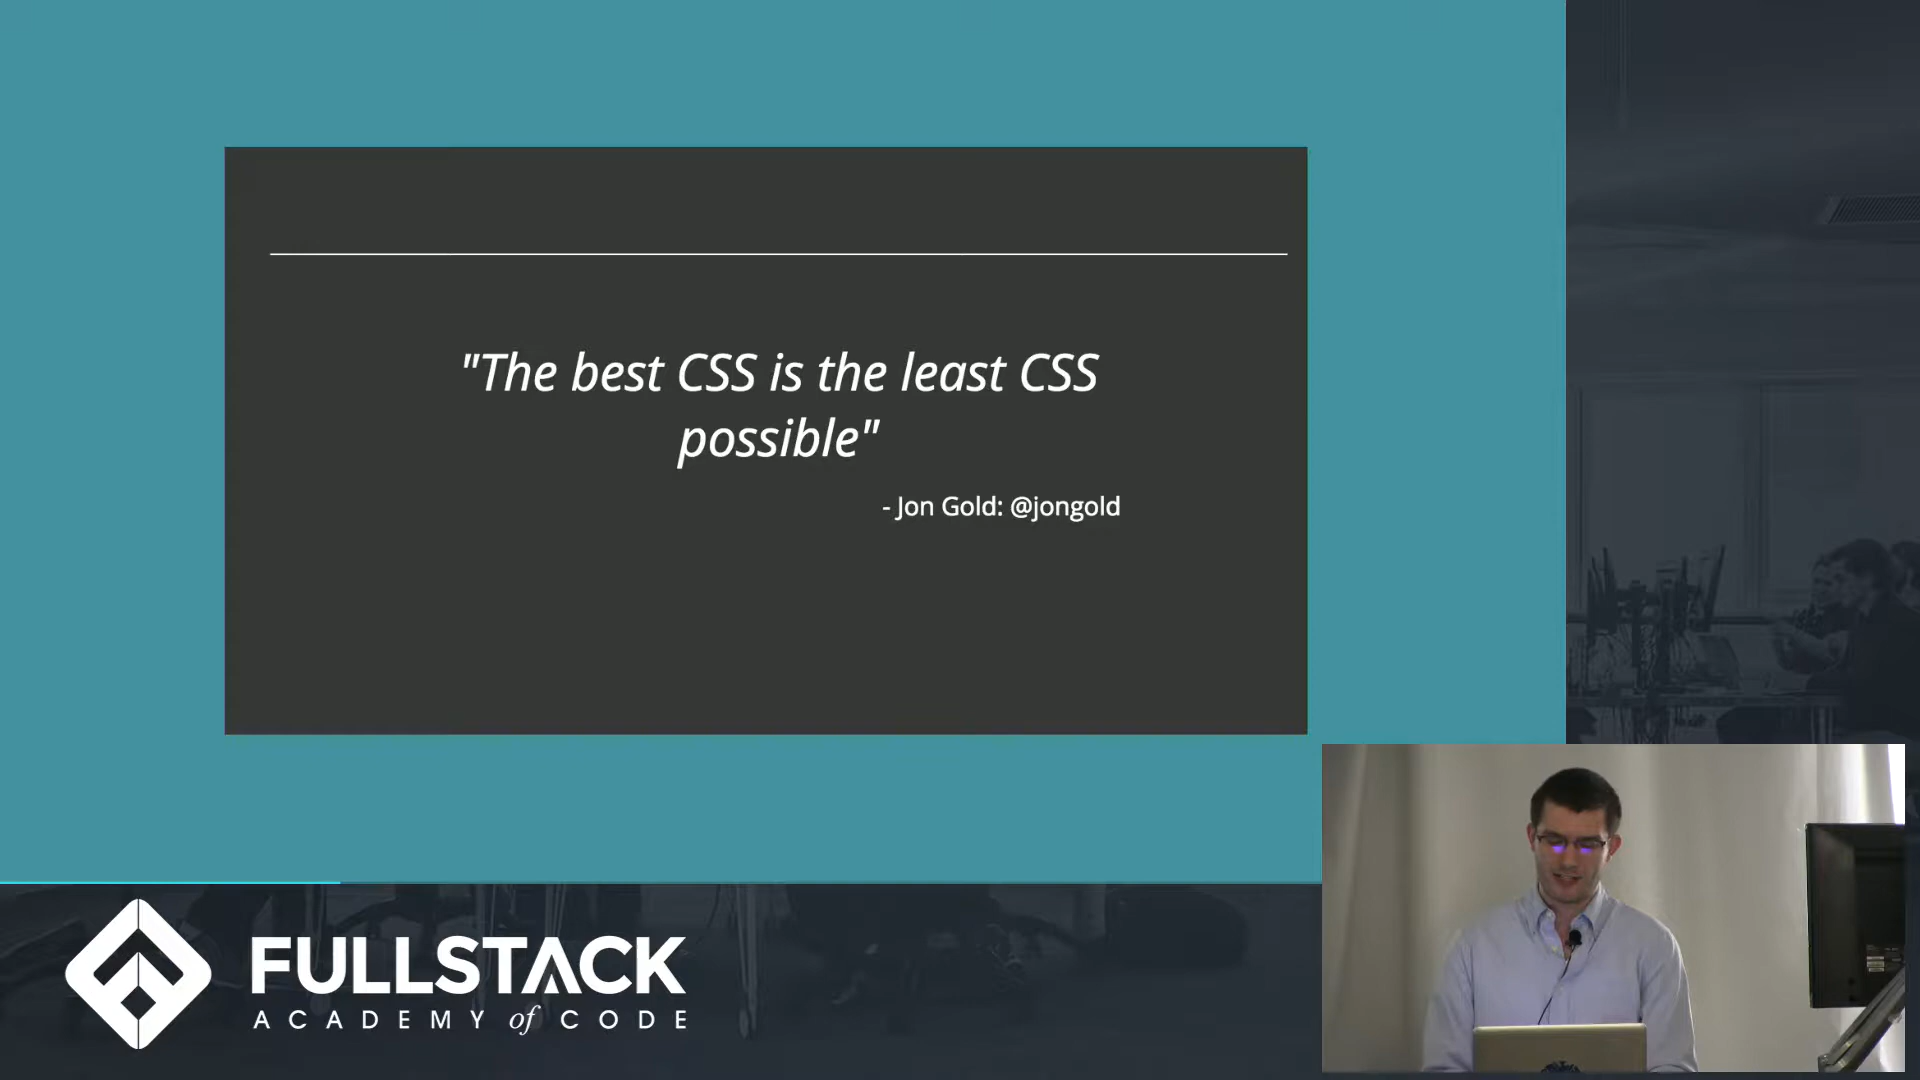 "The best CSS is the least CSS
possible"
- Jon Gold: @jongold
FULLSTACK
ACADEMY of CODE